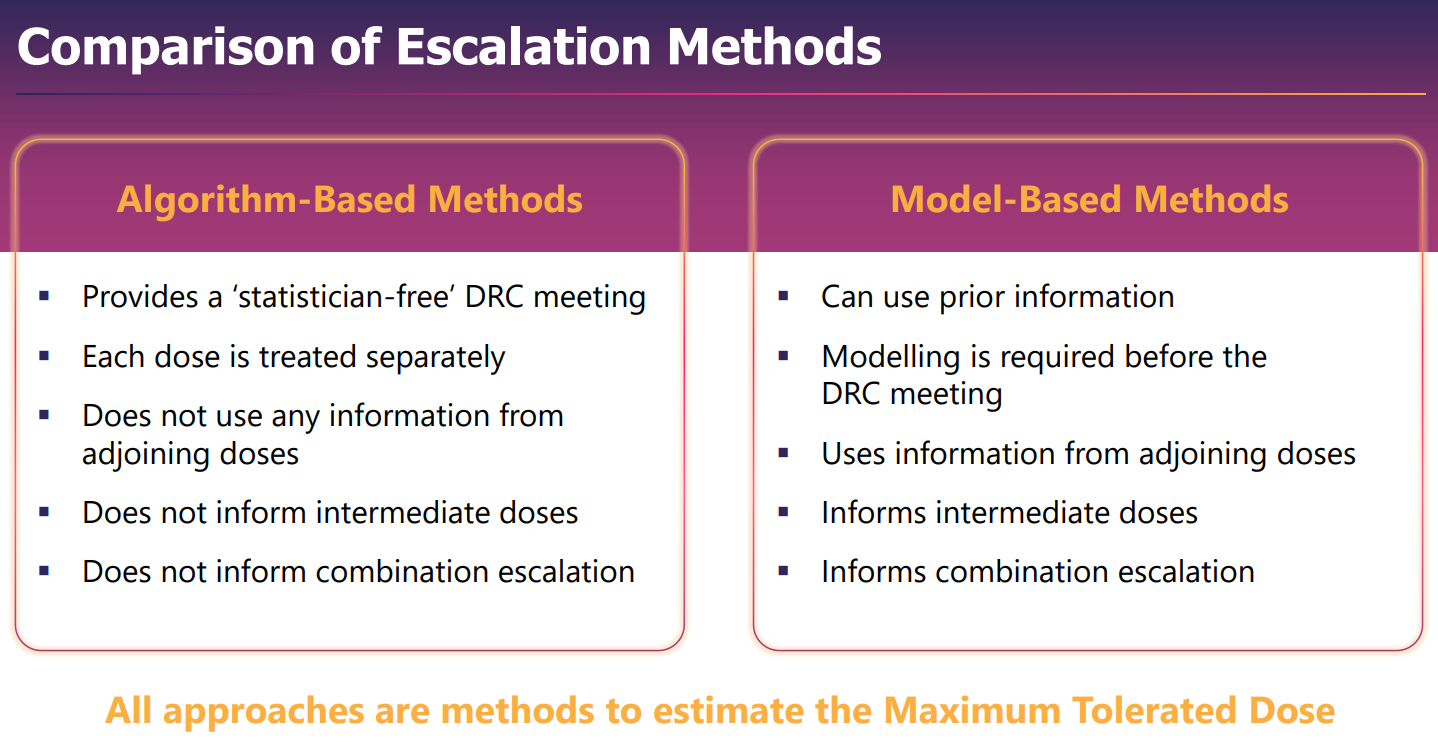 Comparison of Escalation Methods
Algorithm-Based Methods
▪ Provides a ‘statistician-free’ DRC meeting
▪ Each dose is treated separately
▪ Does not use any information from
adjoining doses
▪ Does not inform intermediate doses
▪ Does not inform combination escalation
Model-Based Methods
▪ Can use prior information
▪ Modelling is required before the
DRC meeting
▪ Uses information from adjoining doses
▪ Informs intermediate doses
▪ Informs combination escalation
All approaches are methods to estimate the Maximum Tolerated Dose